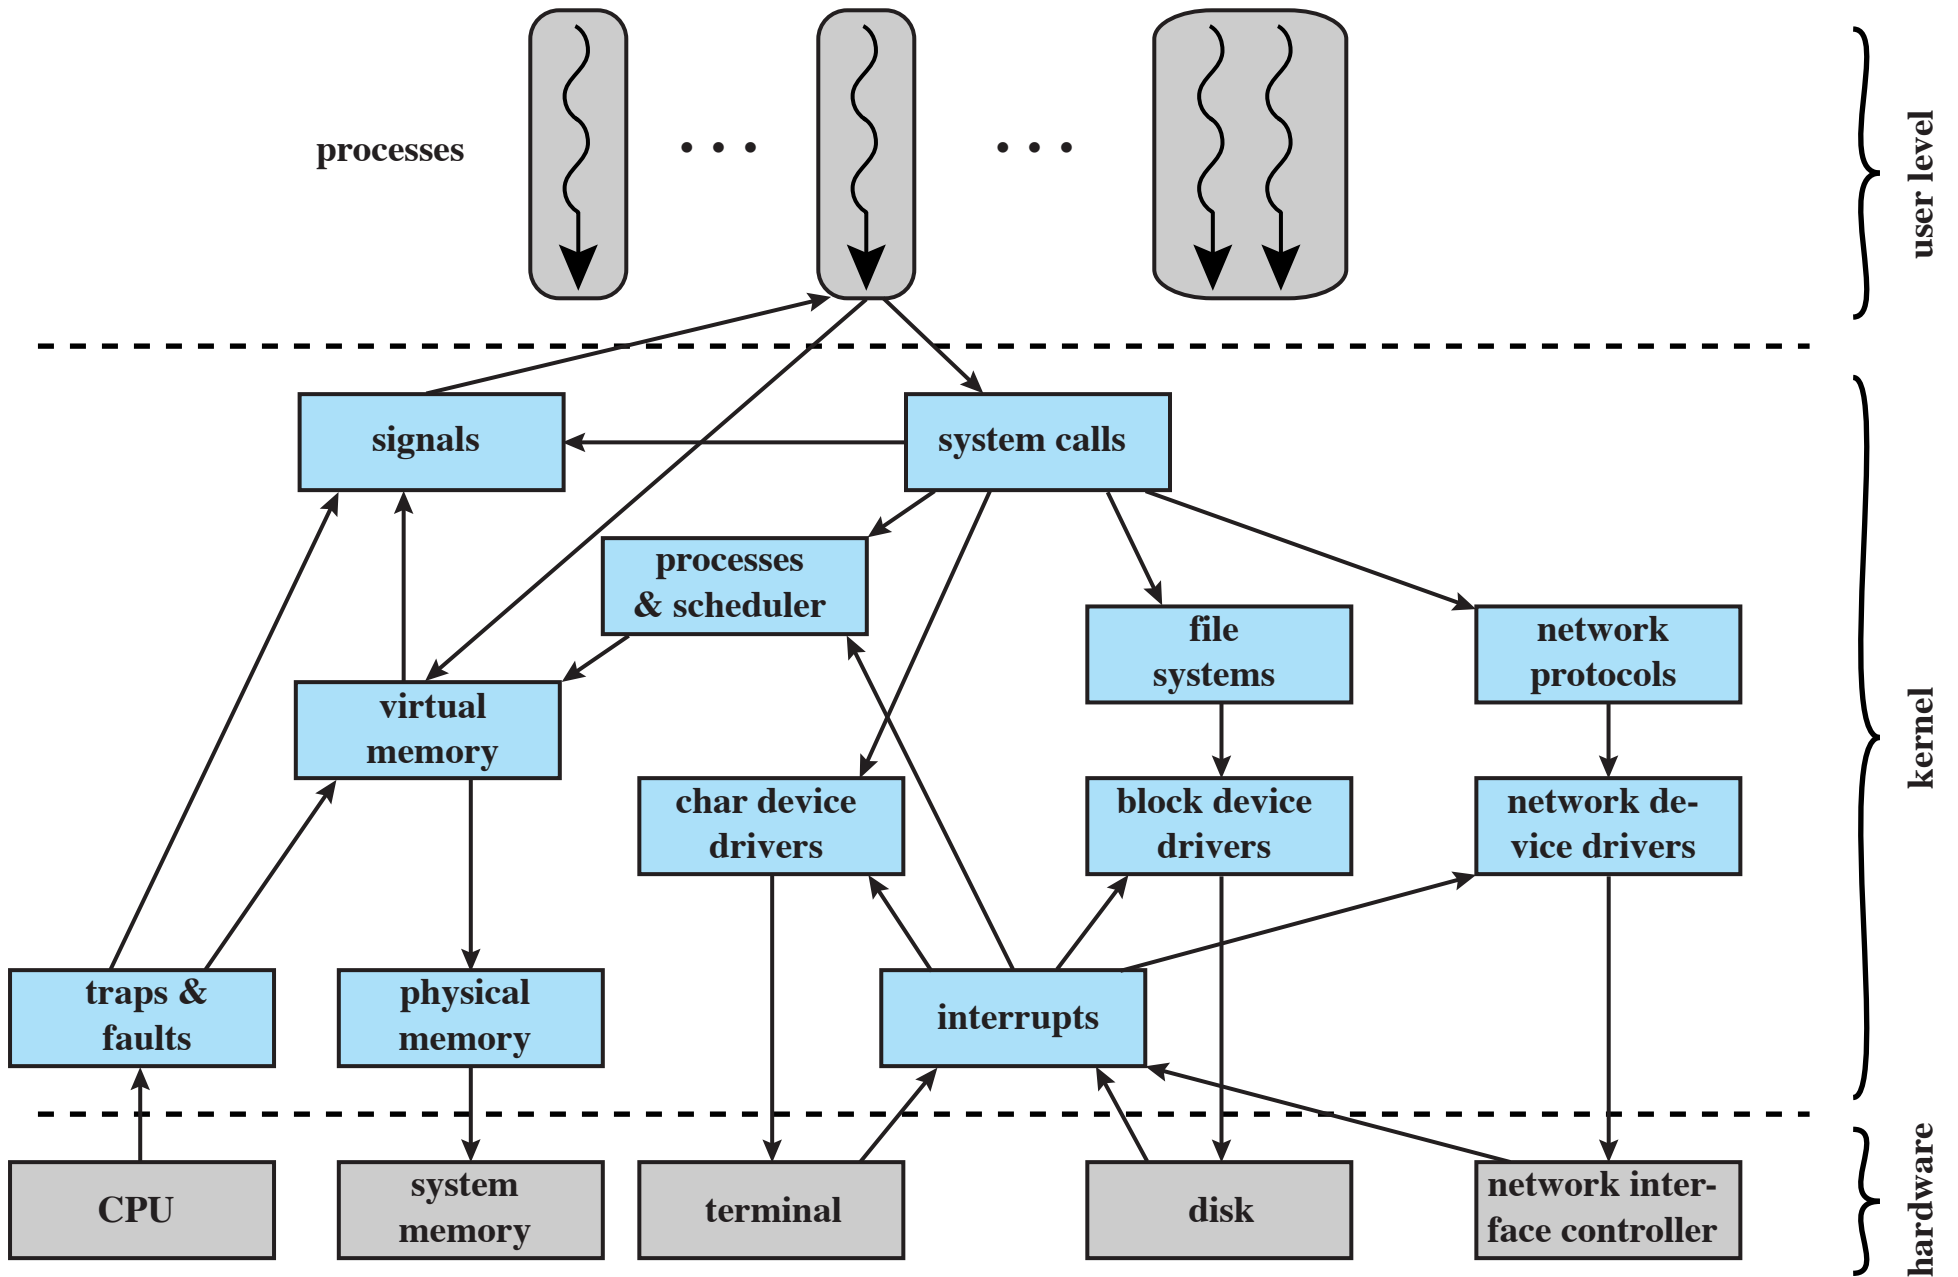 processes
user level
signals
system calls
processes
& scheduler
file
systems
network
protocols
virtual
memory
kernel
char device
drivers
block device
drivers
network de-
vice drivers
traps &
faults
physical
memory
interrupts
CPU
system
memory
terminal
disk
network inter-
face controller
hardware